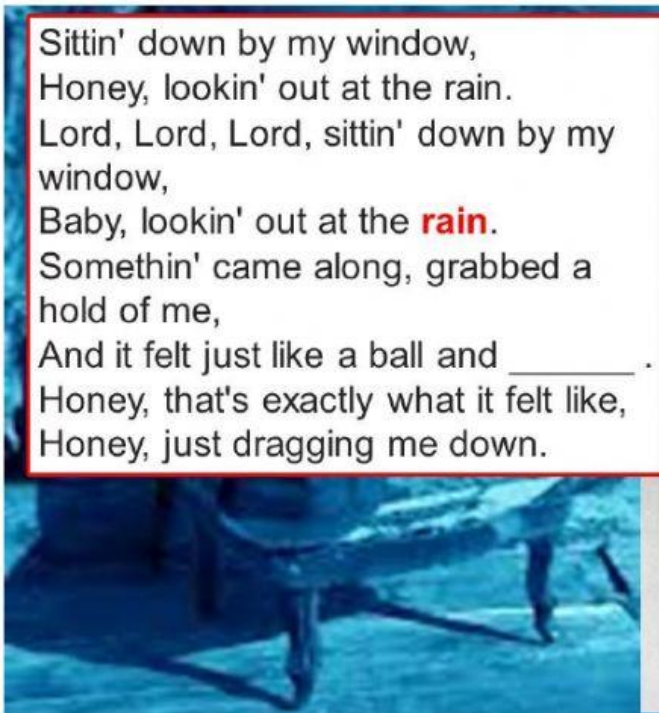 Sittin' down by my window,
Honey, lookin' out at the rain.
Lord, Lord, Lord, sittin' down by my
window,
Baby, lookin' out at the rain.
Somethin' came along, grabbed a
hold of me,
And it felt just like a ball and _______ .
Honey, that's exactly what it felt like,
Honey, just dragging me down.